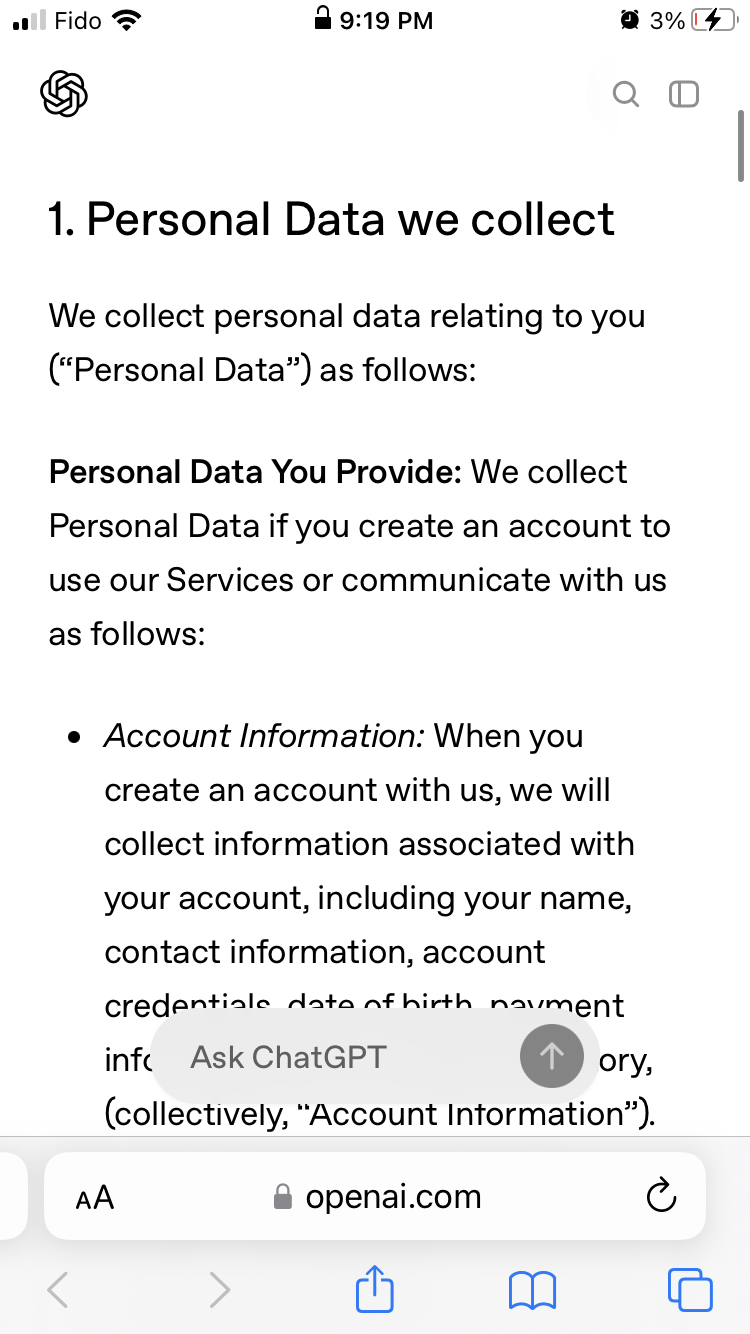 Fido 9:19 PM 3%
1. Personal Data we collect
We collect personal data relating to you
(“Personal Data”) as follows:
Personal Data You Provide: We collect
Personal Data if you create an account to
use our Services or communicate with us
as follows:
• Account Information: When you
create an account with us, we will
collect information associated with
your account, including your name,
contact information, account
credentials, date of birth, payment
Ask ChatGPT
(collectively, “Account Information”).
AA openai.com